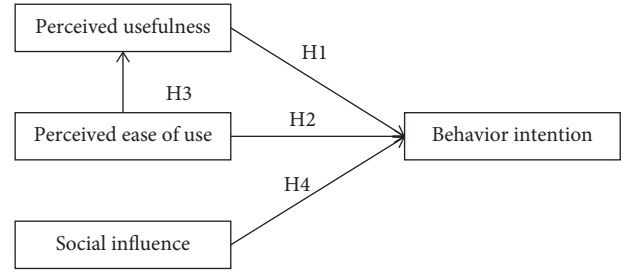 Perceived usefulness
H1
H3
Perceived ease of use
H2
Behavior intention
H4
Social influence